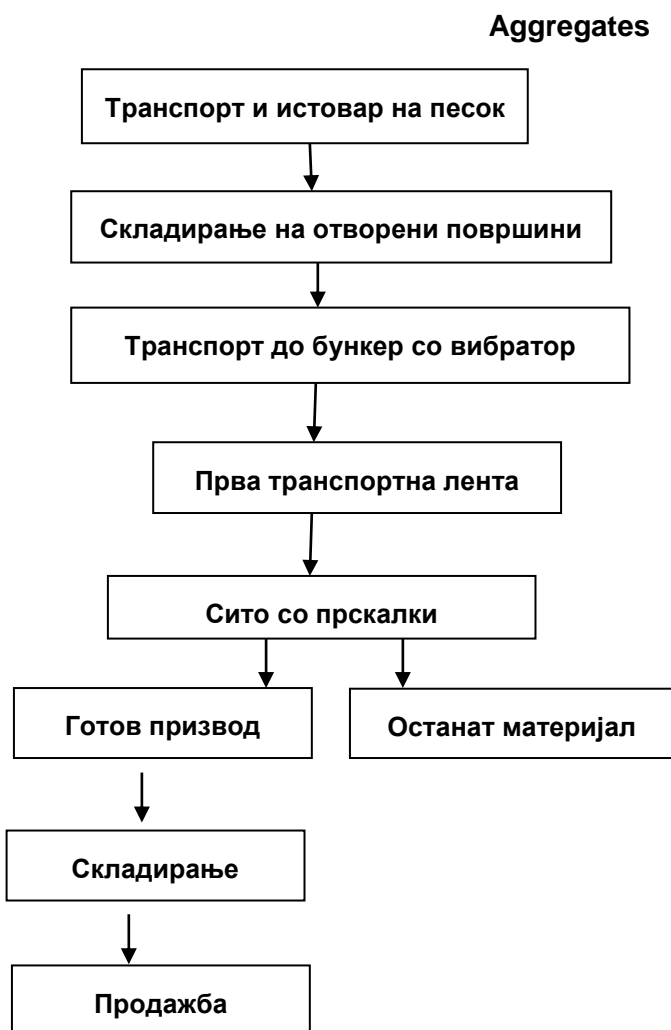 Aggregates
Транспорт и истовар на песок
Складирање на отворени површини
Транспорт до бункер со вибратор
Прва транспортна лента
Сито со прскалки
Готов призвод
Останат материјал
Складирање
Продажба